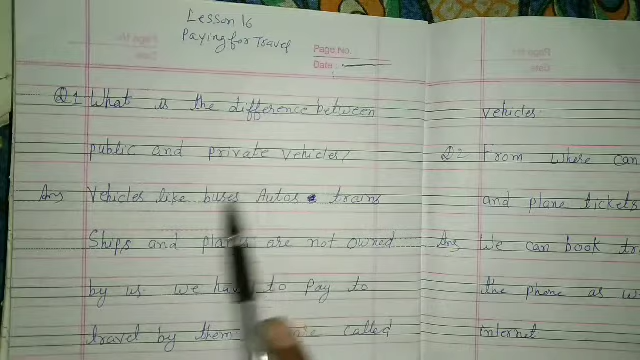 Lesson 16
Paying for Travel
Page No.
Date
Q1 What is the difference between
public and private vehicles/
Ans Vehicles like buses Autos trains
Ships and planes are not owned
by us we have to pay to
travel by them called
vehicles
Q2 From where can
and plane tickets
Ans We can book
the phone as
internet